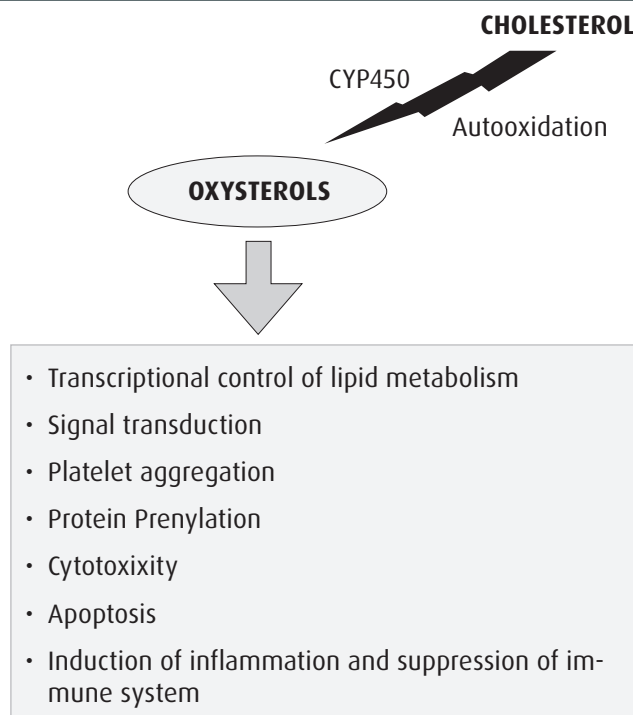 CHOLESTEROL
CYP450
Autooxidation
OXYSTEROLS
• Transcriptional control of lipid metabolism
• Signal transduction
• Platelet aggregation
• Protein Prenylation
• Cytotoxixity
• Apoptosis
• Induction of inflammation and suppression of im-
mune system